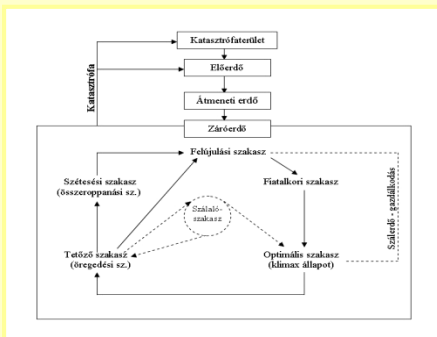 Katasztrófaterület
Előerdő
Átmeneti erdő
Záróerdő
Katasztrófa
Felújulási szakasz
Szétesési szakasz
(összeroppanási sz.)
Fiatalkori szakasz
Szálaló-
szakasz
Szálerdő - gazdálkodás
Tetőző szakasz
(öregedési sz.)
Optimális szakasz
(klimax állapot)